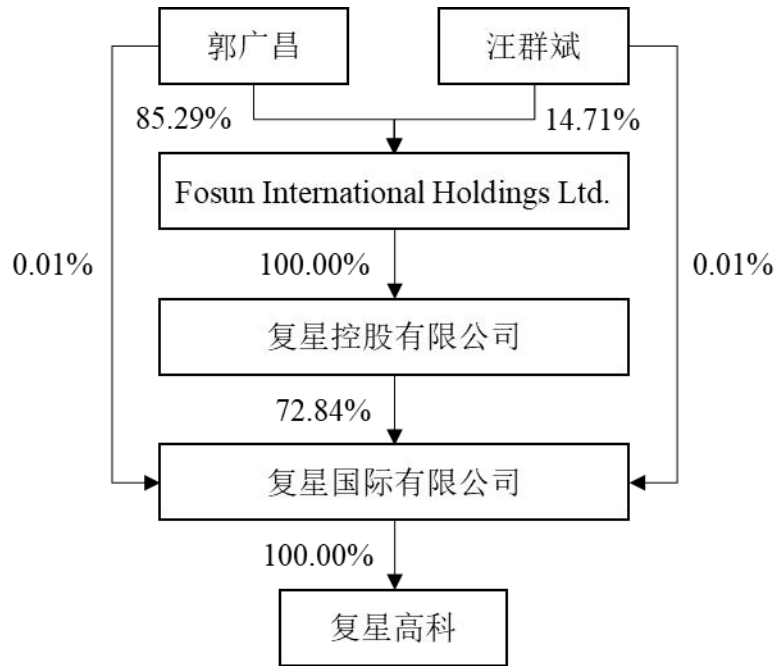 郭广昌
汪群斌
85.29%
14.71%
Fosun International Holdings Ltd.
0.01%
100.00%
0.01%
复星控股有限公司
72.84%
复星国际有限公司
100.00%
复星高科